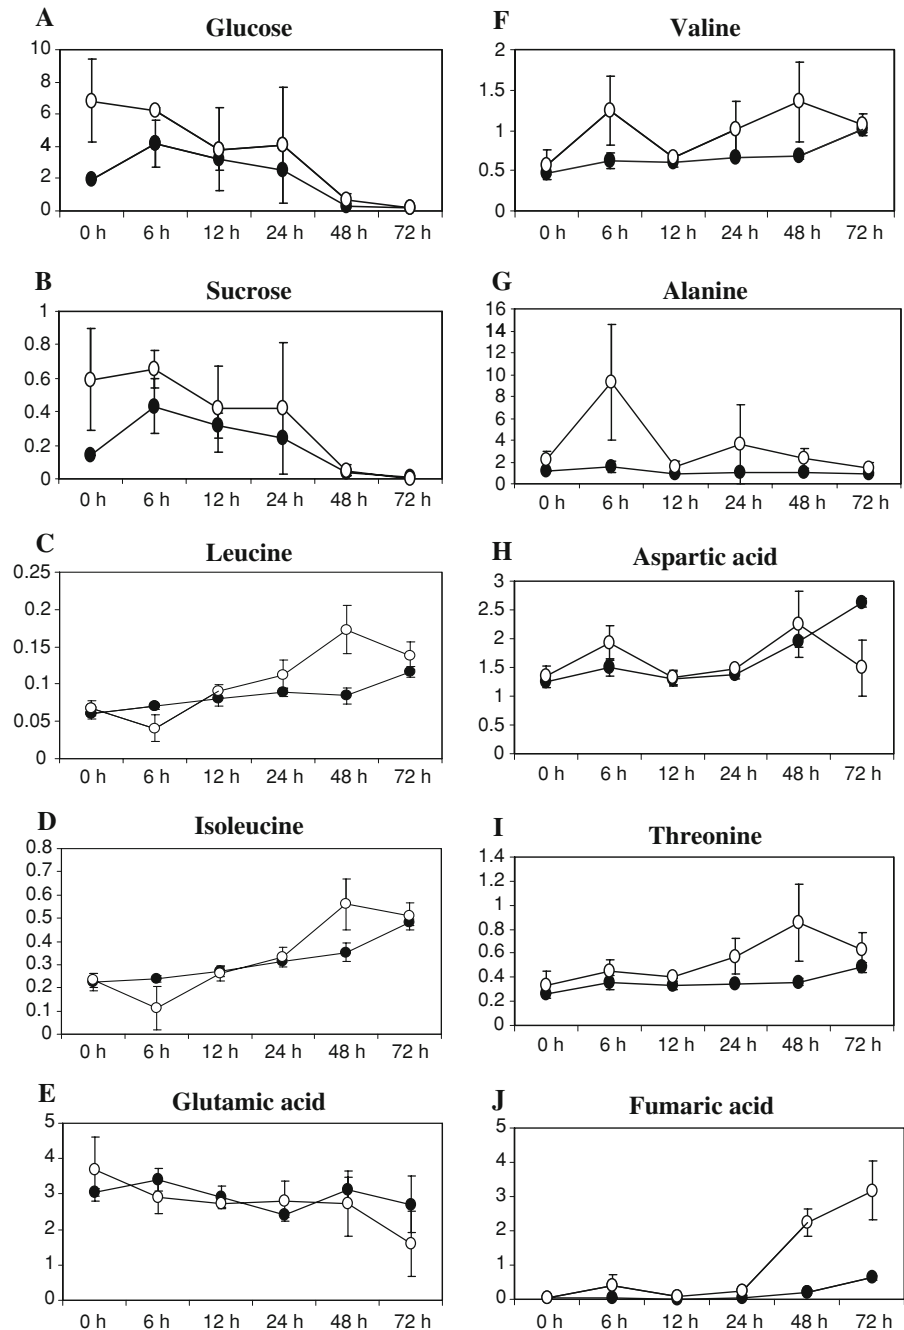 A
Glucose
10
8
6
4
2
0
0 h 6 h 12 h 24 h 48 h 72 h
B
Sucrose
1
0.8
0.6
0.4
0.2
0
0 h 6 h 12 h 24 h 48 h 72 h
C
Leucine
0.25
0.2
0.15
0.1
0.05
0
0 h 6 h 12 h 24 h 48 h 72 h
D
Isoleucine
0.8
0.7
0.6
0.5
0.4
0.3
0.2
0.1
0
0 h 6 h 12 h 24 h 48 h 72 h
E
Glutamic acid
5
4
3
2
1
0
0 h 6 h 12 h 24 h 48 h 72 h
F
Valine
2
1.5
1
0.5
0
0 h 6 h 12 h 24 h 48 h 72 h
G
Alanine
16
14
12
10
8
6
4
2
0
0 h 6 h 12 h 24 h 48 h 72 h
H
Aspartic acid
3
2.5
2
1.5
1
0.5
0
0 h 6 h 12 h 24 h 48 h 72 h
I
Threonine
1.4
1.2
1
0.8
0.6
0.4
0.2
0
0 h 6 h 12 h 24 h 48 h 72 h
J
Fumaric acid
5
4
3
2
1
0
0 h 6 h 12 h 24 h 48 h 72 h